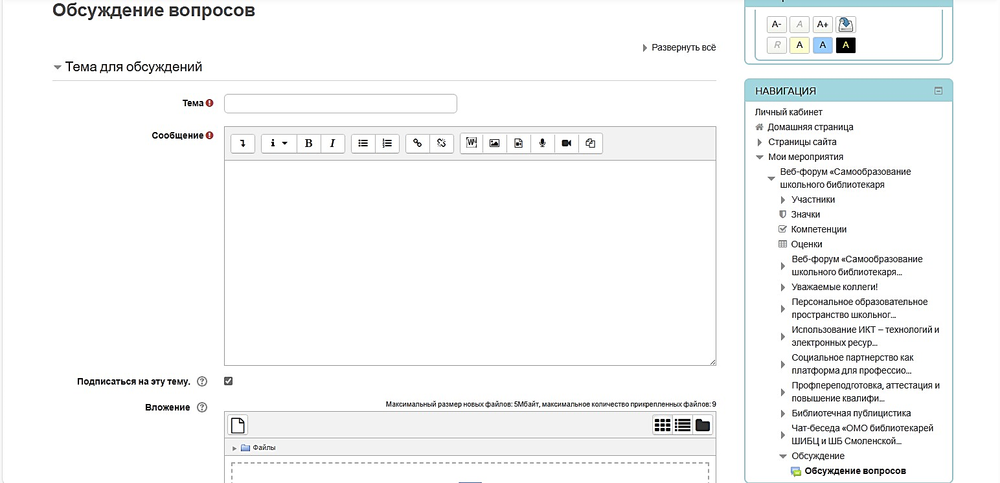 Обсуждение вопросов
Развернуть всё
Тема для обсуждений
Тема
Сообщение
i
B
I
W
Подписаться на эту тему.
?
Вложение
?
Максимальный размер новых файлов: 5Мбайт, максимальное количество прикрепленных файлов: 9
Файлы
A- A A+
R A A A
НАВИГАЦИЯ
Личный кабинет
Домашняя страница
Страницы сайта
Мои мероприятия
Веб-форум «Самообразование
школьного библиотекаря
Участники
Значки
Компетенции
Оценки
Веб-форум «Самообразование
школьного библиотекаря...
Уважаемые коллеги!
Персональное образовательное
пространство школьног...
Использование ИКТ – технологий и
электронных ресур...
Социальное партнерство как
платформа для профессио...
Профпереподготовка, аттестация и
повышение квалифи...
Библиотечная публицистика
Чат-беседа «ОМО библиотекарей
ШИБЦ и ШБ Смоленской...
Обсуждение
Обсуждение вопросов